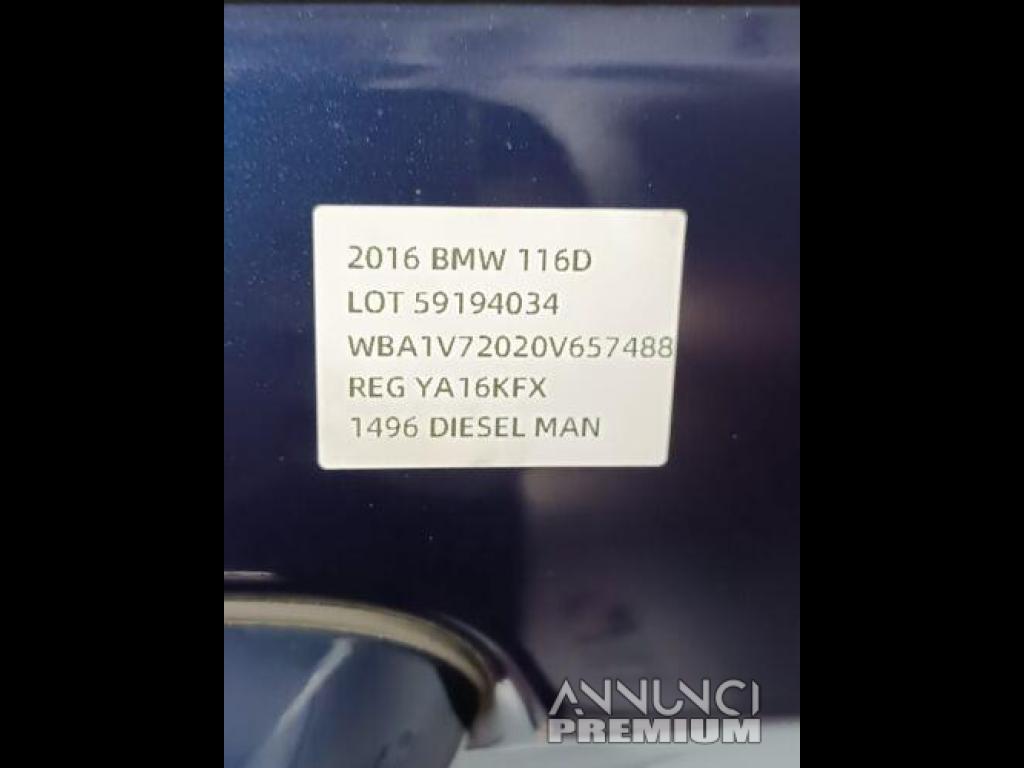 2016 BMW 116D
LOT 59194034
WBA1V72020V657488
REG YA16KFX
1496 DIESEL MAN
ANNUNCI
PREMIUM